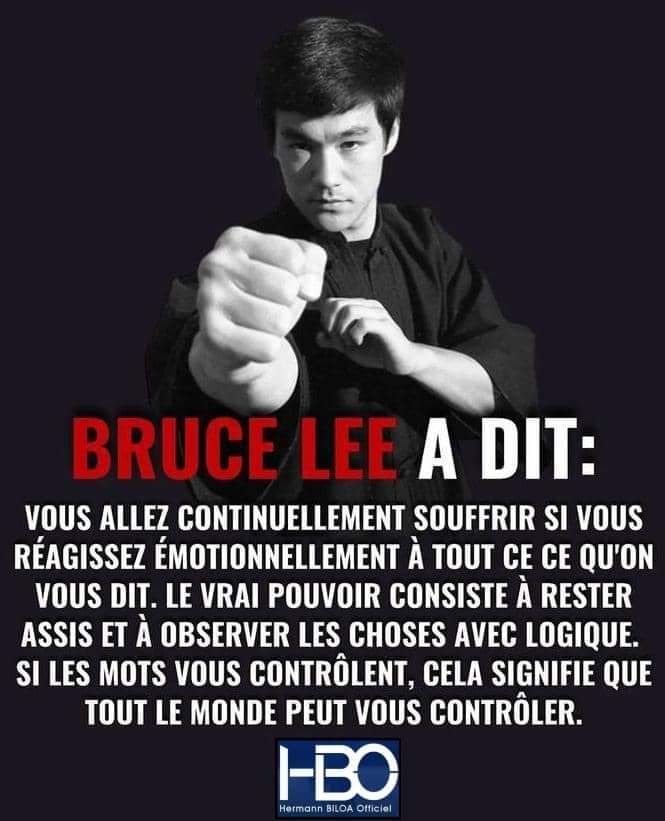 BRUCE LEE A DIT:
VOUS ALLEZ CONTINUELLEMENT SOUFFRIR SI VOUS
RÉAGISSEZ ÉMOTIONNELLEMENT À TOUT CE CE QU'ON
VOUS DIT. LE VRAI POUVOIR CONSISTE À RESTER
ASSIS ET À OBSERVER LES CHOSES AVEC LOGIQUE.
SI LES MOTS VOUS CONTRÔLENT, CELA SIGNIFIE QUE
TOUT LE MONDE PEUT VOUS CONTRÔLER.
HBO
Hermann BILOA Officiel